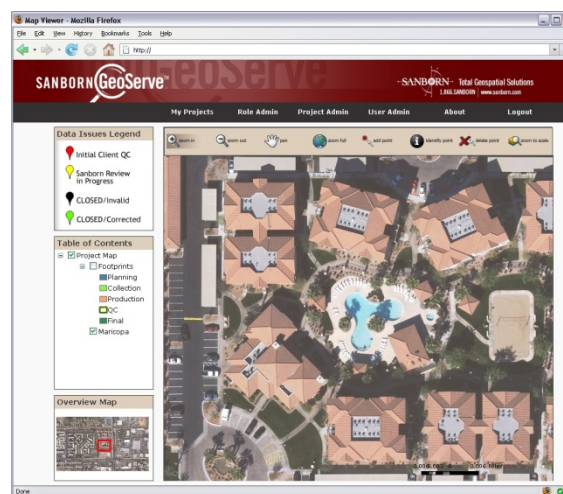 Map Viewer - Mozilla Firefox
File Edit View History Bookmarks Tools Help
http://
SANBORN GeoServe
SANBORN Total Geospatial Solutions
1.866.SANBORN www.sanborn.com
My Projects Role Admin Project Admin User Admin About Logout
Data Issues Legend
Initial Client QC
Sanborn Review
in Progress
CLOSED/Invalid
CLOSED/Corrected
zoom in zoom out pan zoom full add point identify point delete point zoom to scale
Table of Contents
Project Map
Footprints
Planning
Collection
Production
QC
Final
Maricopa
Overview Map
Done